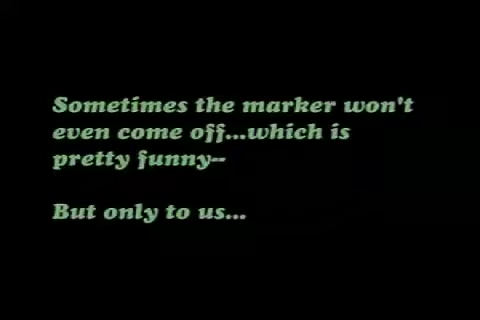 Sometimes the marker won't
even come off...which is
pretty funny--
But only to us...